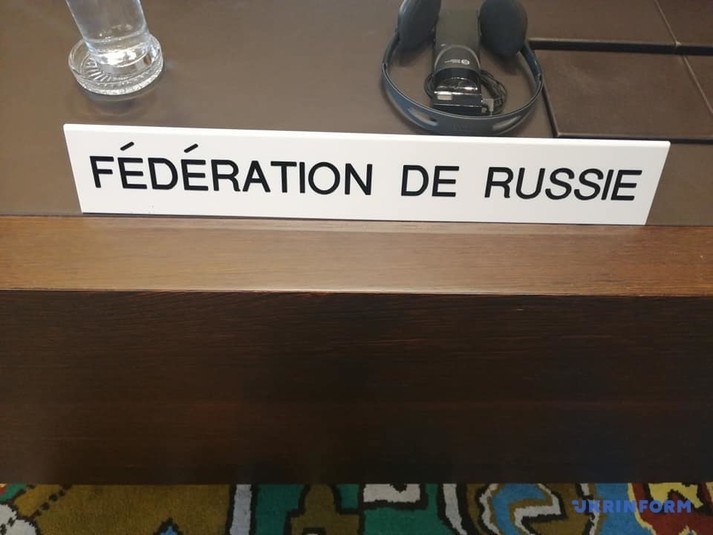 FÉDÉRATION DE RUSSIE
UKRINFORM